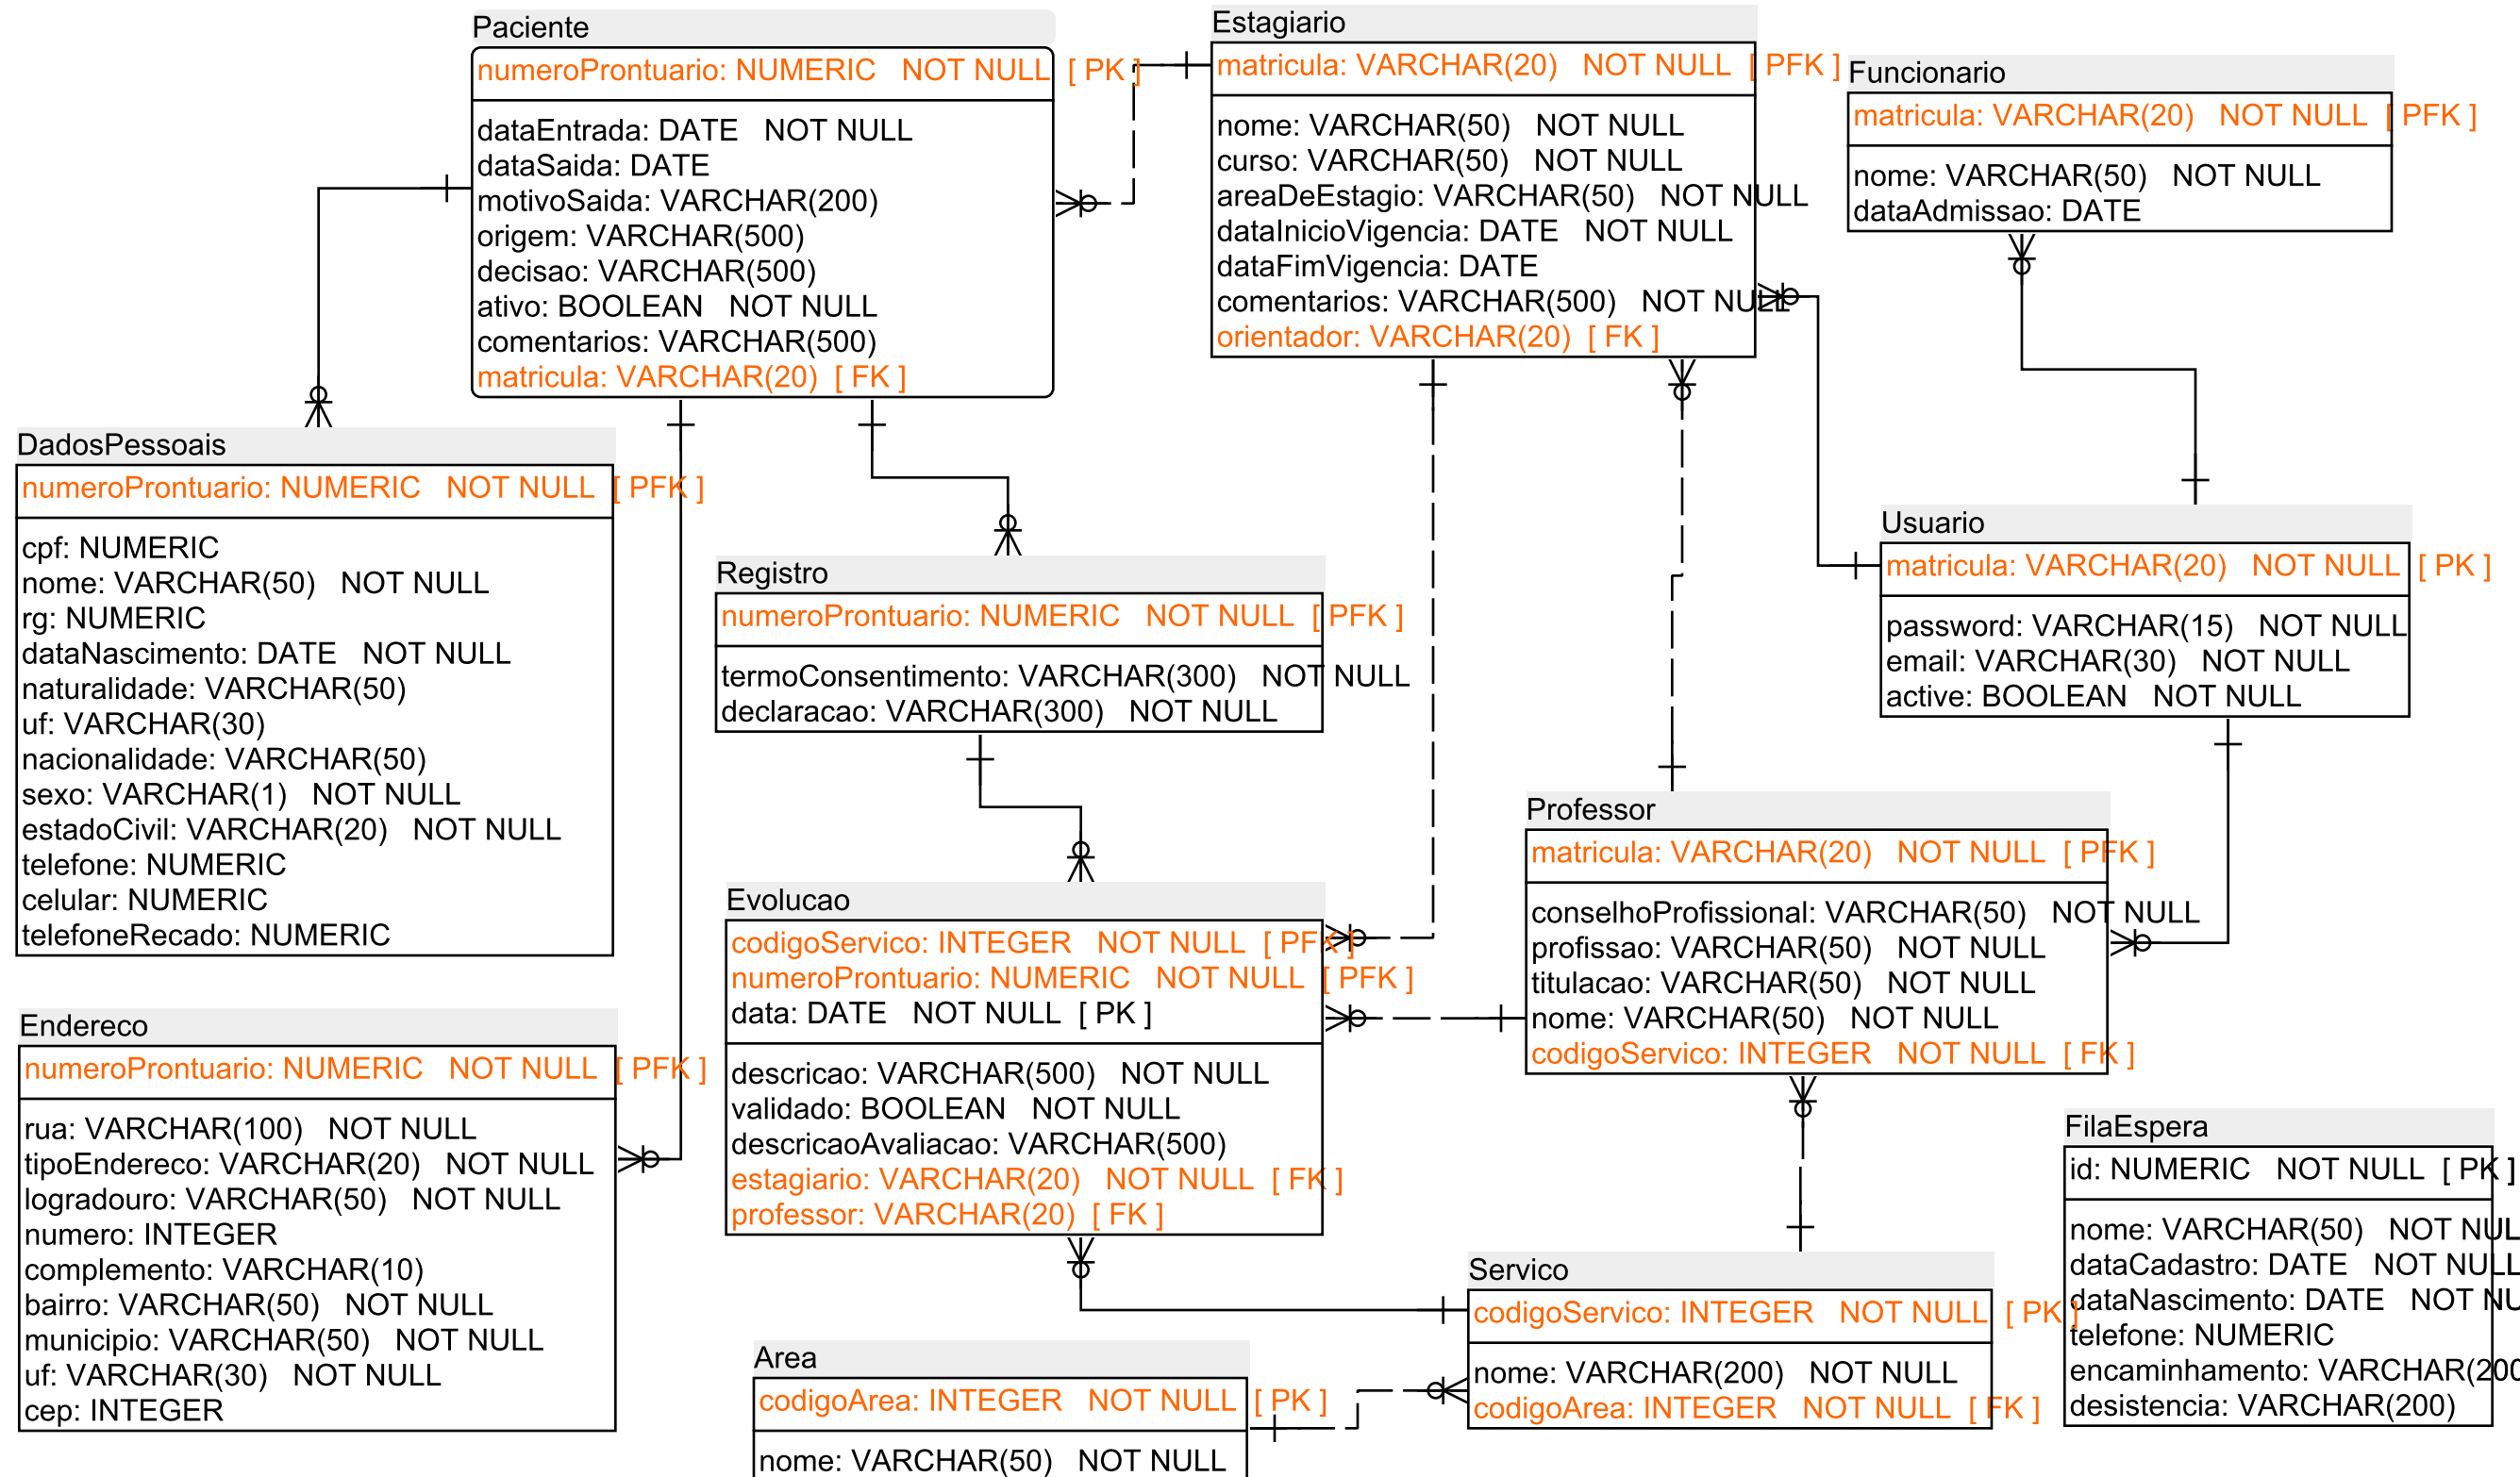 Paciente
numeroProntuario: NUMERIC NOT NULL [ PK ]
dataEntrada: DATE NOT NULL
dataSaida: DATE
motivoSaida: VARCHAR(200)
origem: VARCHAR(500)
decisao: VARCHAR(500)
ativo: BOOLEAN NOT NULL
comentarios: VARCHAR(500)
matricula: VARCHAR(20) [ FK ]
Estagiario
matricula: VARCHAR(20) NOT NULL [ PFK ]
nome: VARCHAR(50) NOT NULL
curso: VARCHAR(50) NOT NULL
areaDeEstagio: VARCHAR(50) NOT NULL
dataInicioVigencia: DATE NOT NULL
dataFimVigencia: DATE
comentarios: VARCHAR(500) NOT NULL
orientador: VARCHAR(20) [ FK ]
Funcionario
matricula: VARCHAR(20) NOT NULL [ PFK ]
nome: VARCHAR(50) NOT NULL
dataAdmissao: DATE
DadosPessoais
numeroProntuario: NUMERIC NOT NULL [ PFK ]
cpf: NUMERIC
nome: VARCHAR(50) NOT NULL
rg: NUMERIC
dataNascimento: DATE NOT NULL
naturalidade: VARCHAR(50)
uf: VARCHAR(30)
nacionalidade: VARCHAR(50)
sexo: VARCHAR(1) NOT NULL
estadoCivil: VARCHAR(20) NOT NULL
telefone: NUMERIC
celular: NUMERIC
telefoneRecado: NUMERIC
Registro
numeroProntuario: NUMERIC NOT NULL [ PFK ]
termoConsentimento: VARCHAR(300) NOT NULL
declaracao: VARCHAR(300) NOT NULL
Usuario
matricula: VARCHAR(20) NOT NULL [ PK ]
password: VARCHAR(15) NOT NULL
email: VARCHAR(30) NOT NULL
active: BOOLEAN NOT NULL
Professor
matricula: VARCHAR(20) NOT NULL [ PFK ]
conselhoProfissional: VARCHAR(50) NOT NULL
profissao: VARCHAR(50) NOT NULL
titulacao: VARCHAR(50) NOT NULL
nome: VARCHAR(50) NOT NULL
codigoServico: INTEGER NOT NULL [ FK ]
Evolucao
codigoServico: INTEGER NOT NULL [ PFK ]
numeroProntuario: NUMERIC NOT NULL [ PFK ]
data: DATE NOT NULL [ PK ]
descricao: VARCHAR(500) NOT NULL
validado: BOOLEAN NOT NULL
descricaoAvaliacao: VARCHAR(500)
estagiario: VARCHAR(20) NOT NULL [ FK ]
professor: VARCHAR(20) [ FK ]
Endereco
numeroProntuario: NUMERIC NOT NULL [ PFK ]
rua: VARCHAR(100) NOT NULL
tipoEndereco: VARCHAR(20) NOT NULL
logradouro: VARCHAR(50) NOT NULL
numero: INTEGER
complemento: VARCHAR(10)
bairro: VARCHAR(50) NOT NULL
municipio: VARCHAR(50) NOT NULL
uf: VARCHAR(30) NOT NULL
cep: INTEGER
FilaEspera
id: NUMERIC NOT NULL [ PK ]
nome: VARCHAR(50) NOT NUL
dataCadastro: DATE NOT NULL
dataNascimento: DATE NOT NU
telefone: NUMERIC
encaminhamento: VARCHAR(200
desistencia: VARCHAR(200)
Servico
codigoServico: INTEGER NOT NULL [ PK ]
nome: VARCHAR(200) NOT NULL
codigoArea: INTEGER NOT NULL [ FK ]
Area
codigoArea: INTEGER NOT NULL [ PK ]
nome: VARCHAR(50) NOT NULL